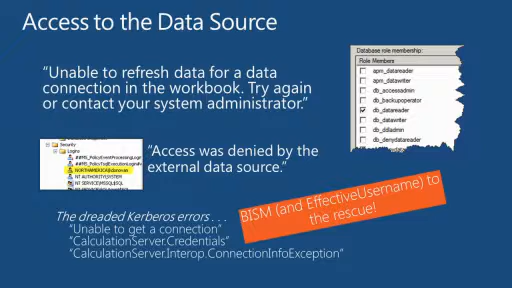 Access to the Data Source
“Unable to refresh data for a data
connection in the workbook. Try again
or contact your system administrator.”
Database role membership:
Role Members
apm_datareader
apm_datawriter
db_accessadmin
db_backupoperator
db_datareader
db_datawriter
db_ddladmin
db_denydatareader
Security
Logins
“Access was denied by the
external data source.”
NT AUTHORITY\SYSTEM
BISM (and EffectiveUsername) to
the rescue!
The dreaded Kerberos errors . . .
“Unable to get a connection”
“CalculationServer.Credentials”
“CalculationServer.Interop.ConnectionInfoException”